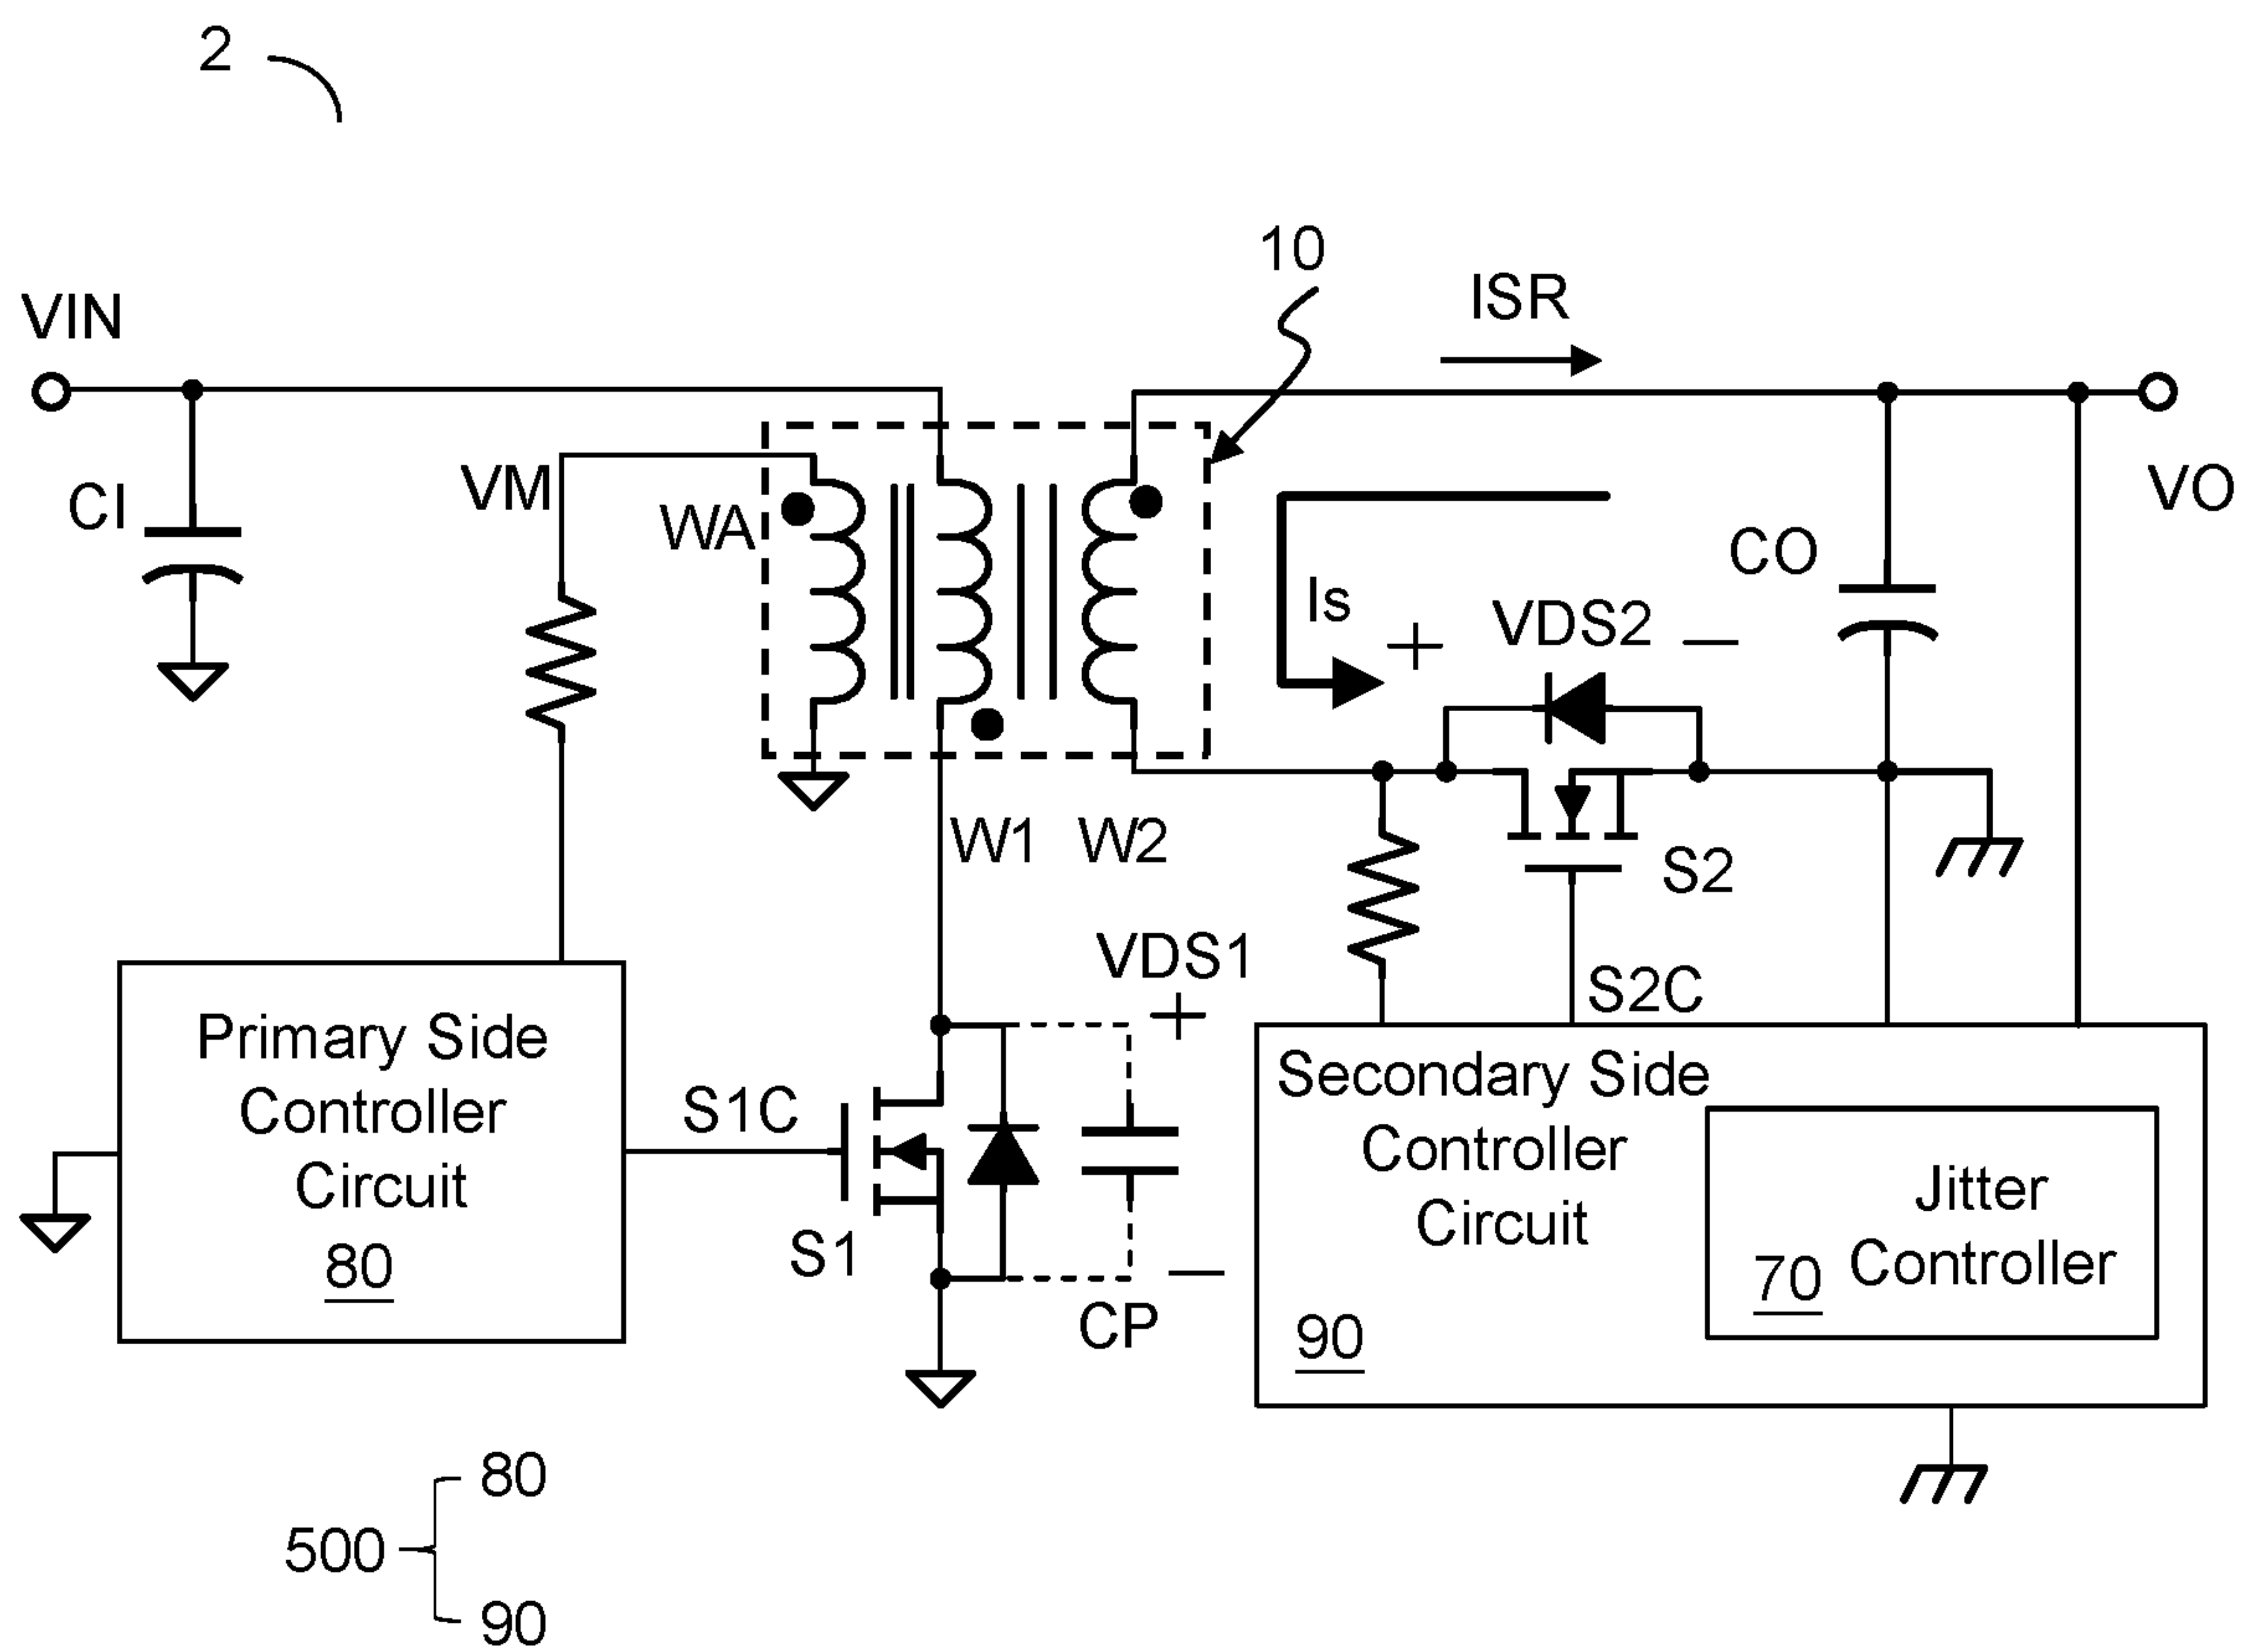 2
10
ISR
VIN
VM
CI
WA
VO
CO
Is
+ VDS2 −
W1 W2
S2
VDS1
+
S2C
Primary Side
Controller
Circuit
80
S1C
S1
CP
−
Secondary Side
Controller
Circuit
90
Jitter
Controller
70
80
500
90